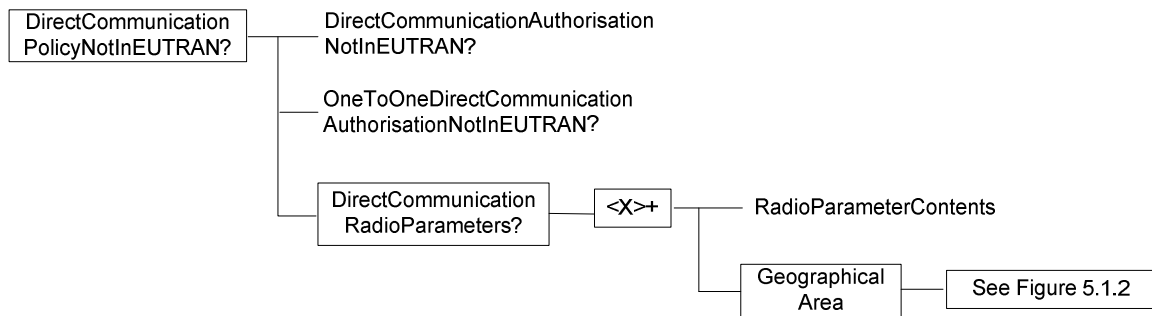 DirectCommunication
PolicyNotInEUTRAN?
DirectCommunicationAuthorisation
NotInEUTRAN?
OneToOneDirectCommunication
AuthorisationNotInEUTRAN?
DirectCommunication
RadioParameters?
<X>+
RadioParameterContents
Geographical
Area
See Figure 5.1.2